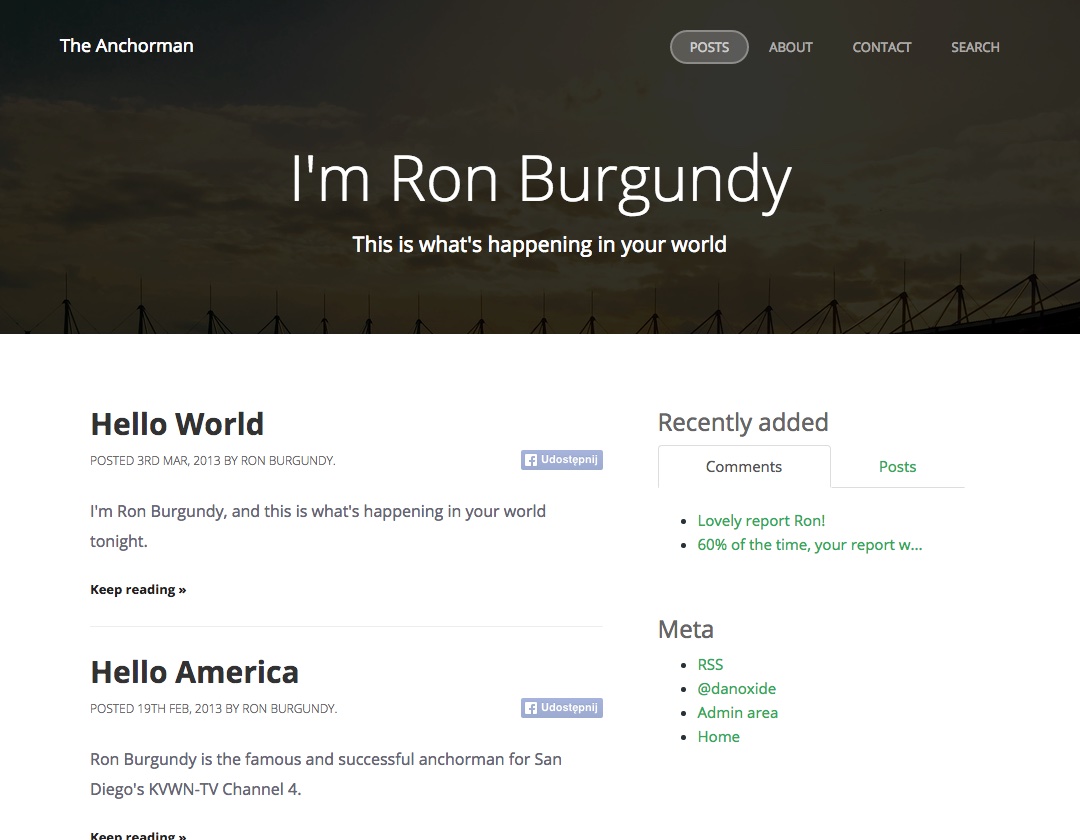 The Anchorman
POSTS ABOUT CONTACT SEARCH
I'm Ron Burgundy
This is what's happening in your world
Hello World
POSTED 3RD MAR, 2013 BY RON BURGUNDY.
Udostępnij
I'm Ron Burgundy, and this is what's happening in your world
tonight.
Keep reading »
Hello America
POSTED 19TH FEB, 2013 BY RON BURGUNDY.
Udostępnij
Ron Burgundy is the famous and successful anchorman for San
Diego's KVWN-TV Channel 4.
Keep reading »
Recently added
Comments Posts
Lovely report Ron!
60% of the time, your report w...
Meta
RSS
@danoxide
Admin area
Home